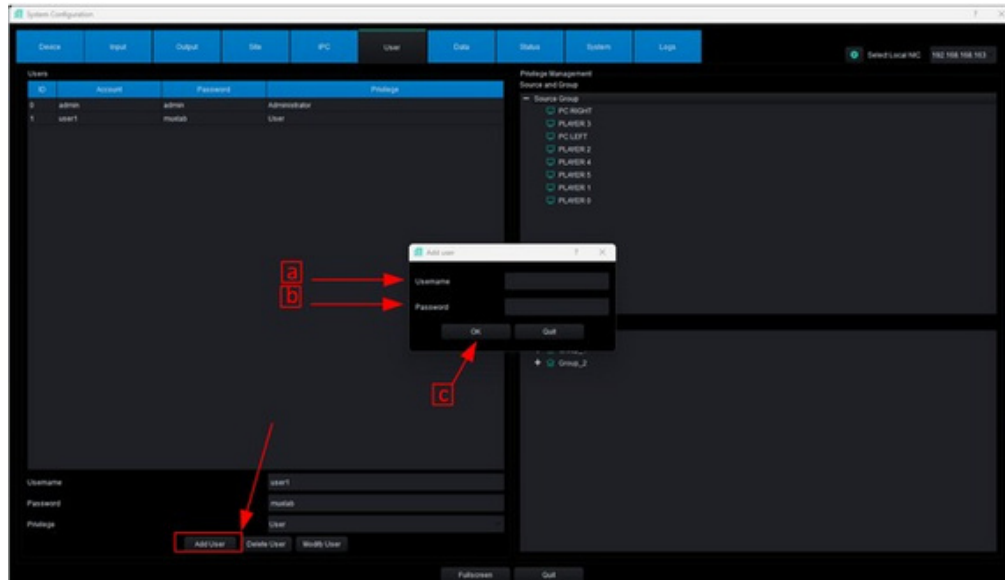 System Configuration
Device Input Output Site IPC User Data Status System Logs
Select Local NIC 192.168.168.163
Users
ID Account Password Privilege
0 admin admin Administrator
1 user1 muxlab User
Privilege Management
Source and Group
Source Group
PC RIGHT
PLAYER 3
PC LEFT
PLAYER 2
PLAYER 4
PLAYER 5
PLAYER 1
PLAYER 0
Add user
a
Username
b
Password
OK Quit
c
Group_2
Username user1
Password muxlab
Privilege User
Add User Delete User Modify User
Fullscreen Quit